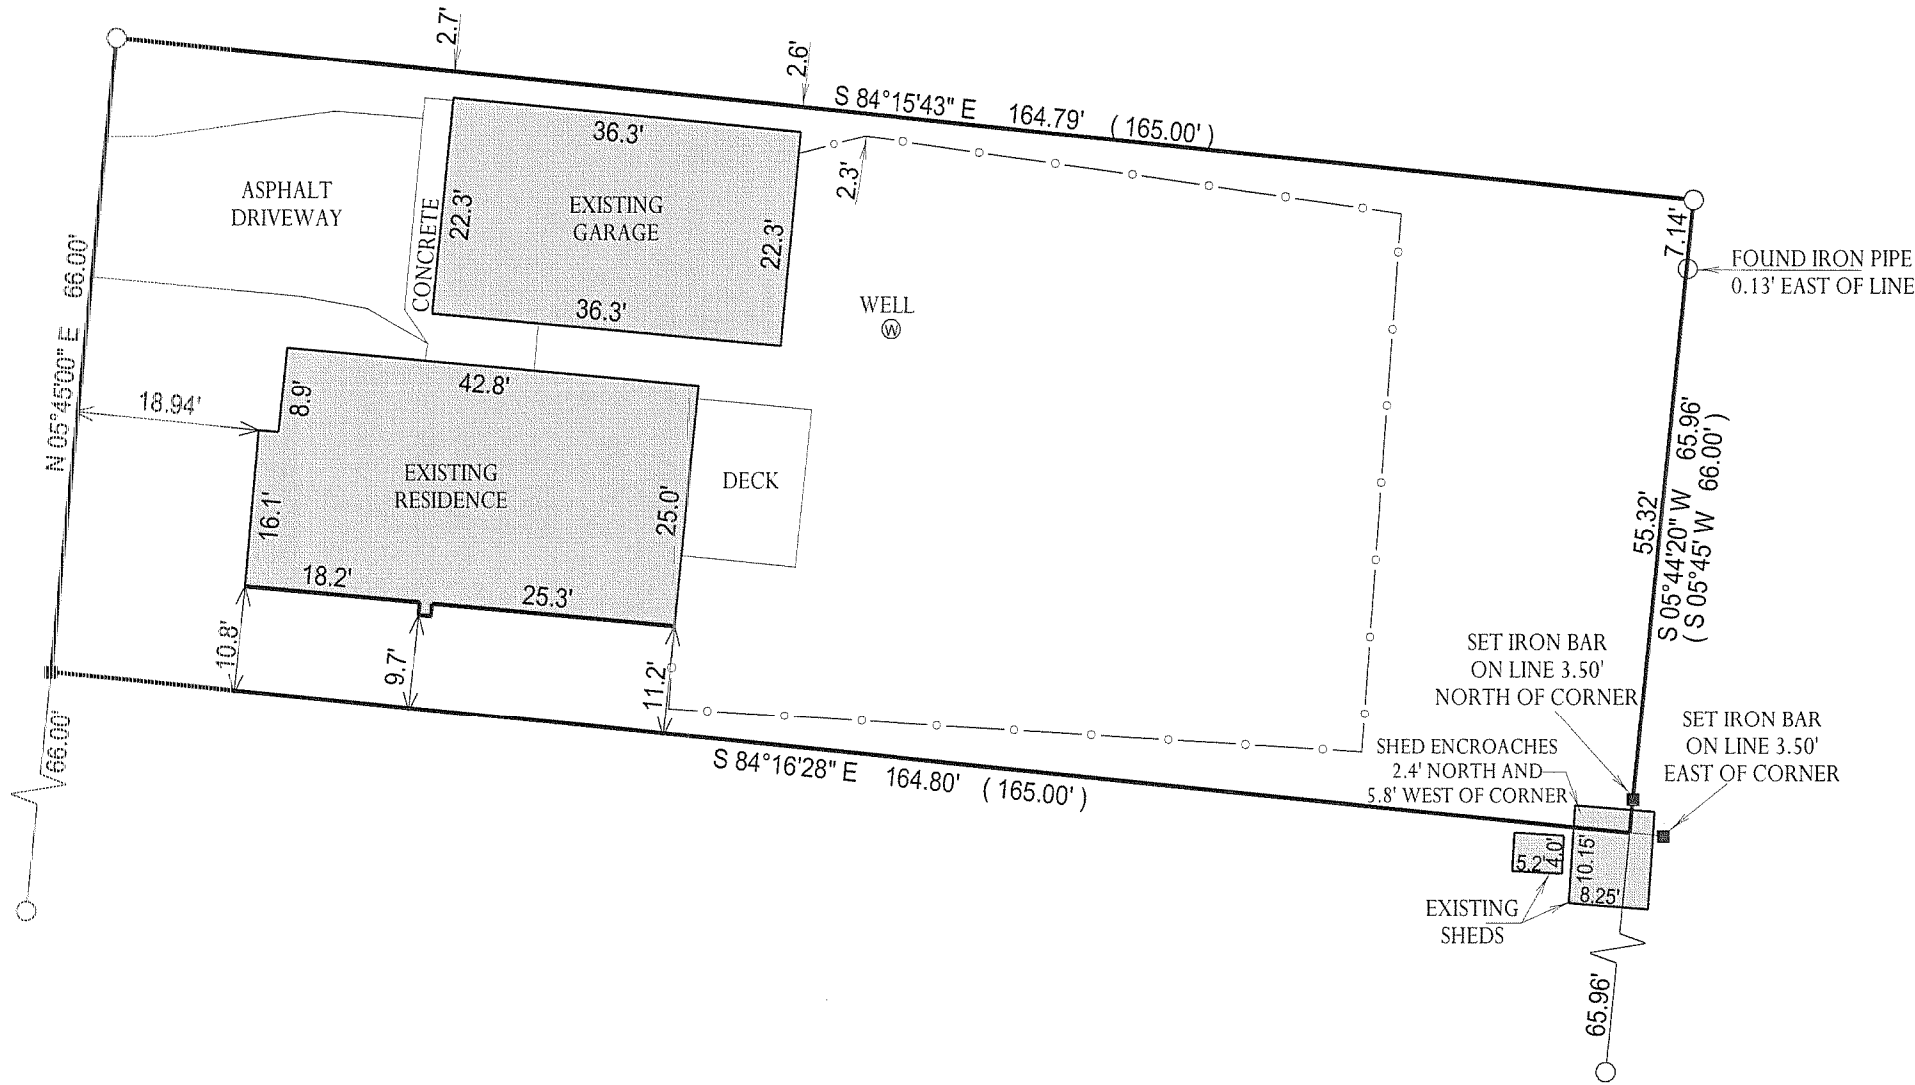 2.7'
2.6'
S 84°15'43" E 164.79' ( 165.00' )
36.3'
2.3'
ASPHALT
DRIVEWAY
CONCRETE
22.3'
EXISTING
GARAGE
22.3'
7.14'
FOUND IRON PIPE
0.13' EAST OF LINE
N 05°45'00" E 66.00'
36.3'
WELL
W
18.94'
8.9'
42.8'
EXISTING
RESIDENCE
DECK
16.1'
25.0'
18.2'
25.3'
55.32'
S 05°44'20" W 65.96'
( S 05°45' W 66.00' )
10.8'
9.7'
11.2'
SET IRON BAR
ON LINE 3.50'
NORTH OF CORNER
SET IRON BAR
ON LINE 3.50'
EAST OF CORNER
66.00'
S 84°16'28" E 164.80' ( 165.00' )
SHED ENCROACHES
2.4' NORTH AND
5.8' WEST OF CORNER
5.2'
4.0'
10.15'
8.25'
EXISTING
SHEDS
65.96'